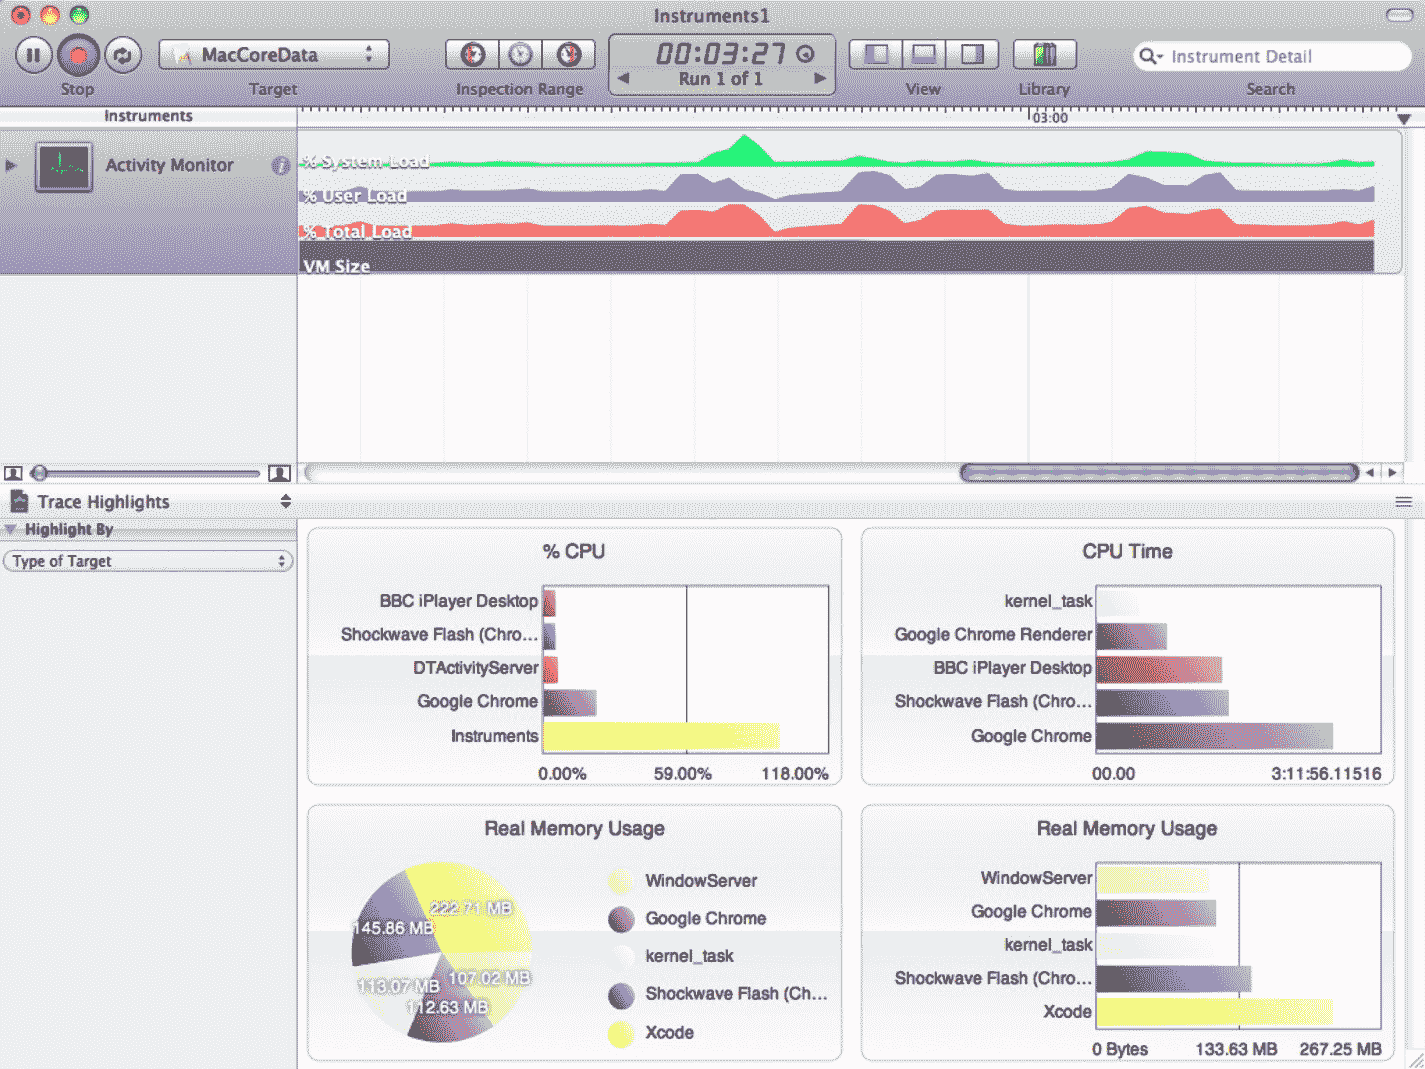 Instruments1
MacCoreData
00:03:27
Run 1 of 1
Instrument Detail
Stop
Target
Inspection Range
View
Library
Search
Instruments
03:00
Activity Monitor
% System Load
% User Load
% Total Load
VM Size
Trace Highlights
Highlight By
Type of Target
% CPU
BBC iPlayer Desktop
Shockwave Flash (Chro...
DTActivityServer
Google Chrome
Instruments
0.00%
59.00%
118.00%
CPU Time
kernel_task
Google Chrome Renderer
BBC iPlayer Desktop
Shockwave Flash (Chro...
Google Chrome
00.00
3:11:56.11516
Real Memory Usage
222.71 MB
145.86 MB
107.02 MB
113.07 MB
112.63 MB
WindowServer
Google Chrome
kernel_task
Shockwave Flash (Ch...
Xcode
Real Memory Usage
WindowServer
Google Chrome
kernel_task
Shockwave Flash (Chro...
Xcode
0 Bytes
133.63 MB
267.25 MB